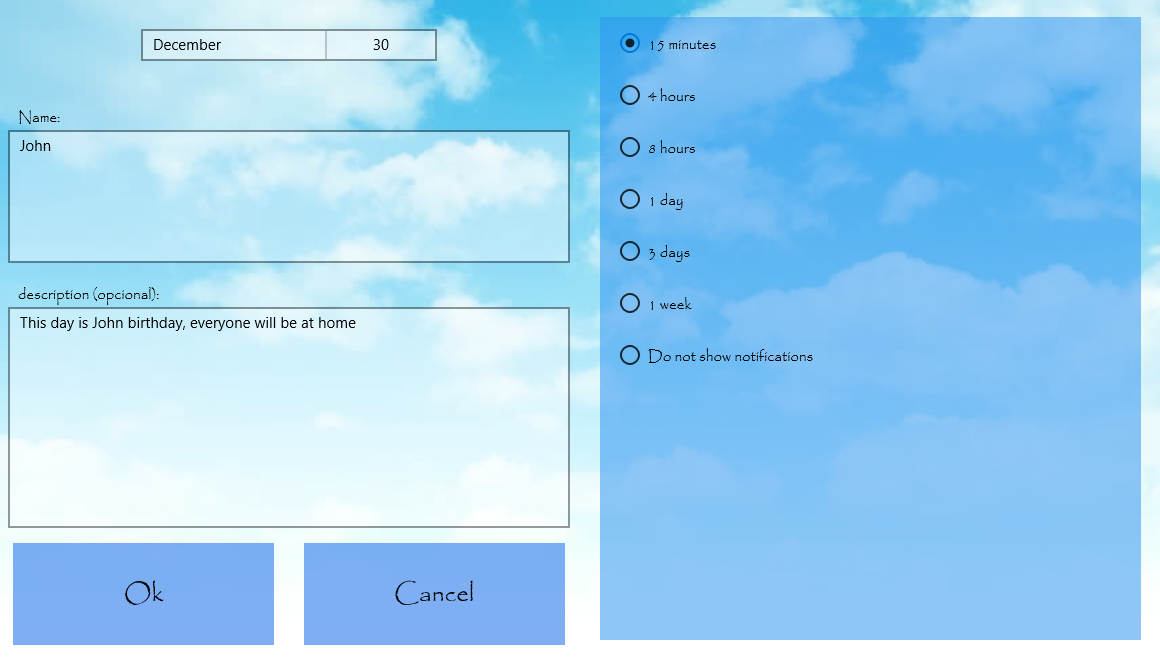 December 30
Name:
John
description (opcional):
This day is John birthday, everyone will be at home
Ok
Cancel
15 minutes
4 hours
8 hours
1 day
3 days
1 week
Do not show notifications